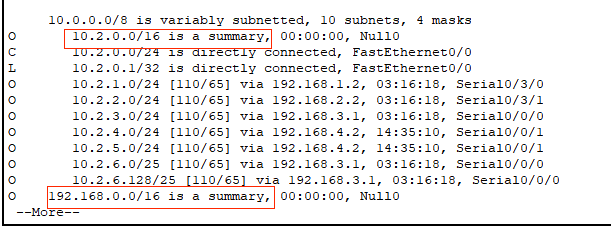 10.0.0.0/8 is variably subnetted, 10 subnets, 4 masks
O 10.2.0.0/16 is a summary, 00:00:00, Null0
C 10.2.0.0/24 is directly connected, FastEthernet0/0
L 10.2.0.1/32 is directly connected, FastEthernet0/0
O 10.2.1.0/24 [110/65] via 192.168.1.2, 03:16:18, Serial0/3/0
O 10.2.2.0/24 [110/65] via 192.168.2.2, 03:16:18, Serial0/3/1
O 10.2.3.0/24 [110/65] via 192.168.3.1, 03:16:18, Serial0/0/0
O 10.2.4.0/24 [110/65] via 192.168.4.2, 14:35:10, Serial0/0/1
O 10.2.5.0/24 [110/65] via 192.168.4.2, 14:35:10, Serial0/0/1
O 10.2.6.0/25 [110/65] via 192.168.3.1, 03:16:18, Serial0/0/0
O 10.2.6.128/25 [110/65] via 192.168.3.1, 03:16:18, Serial0/0/0
O 192.168.0.0/16 is a summary, 00:00:00, Null0
--More--